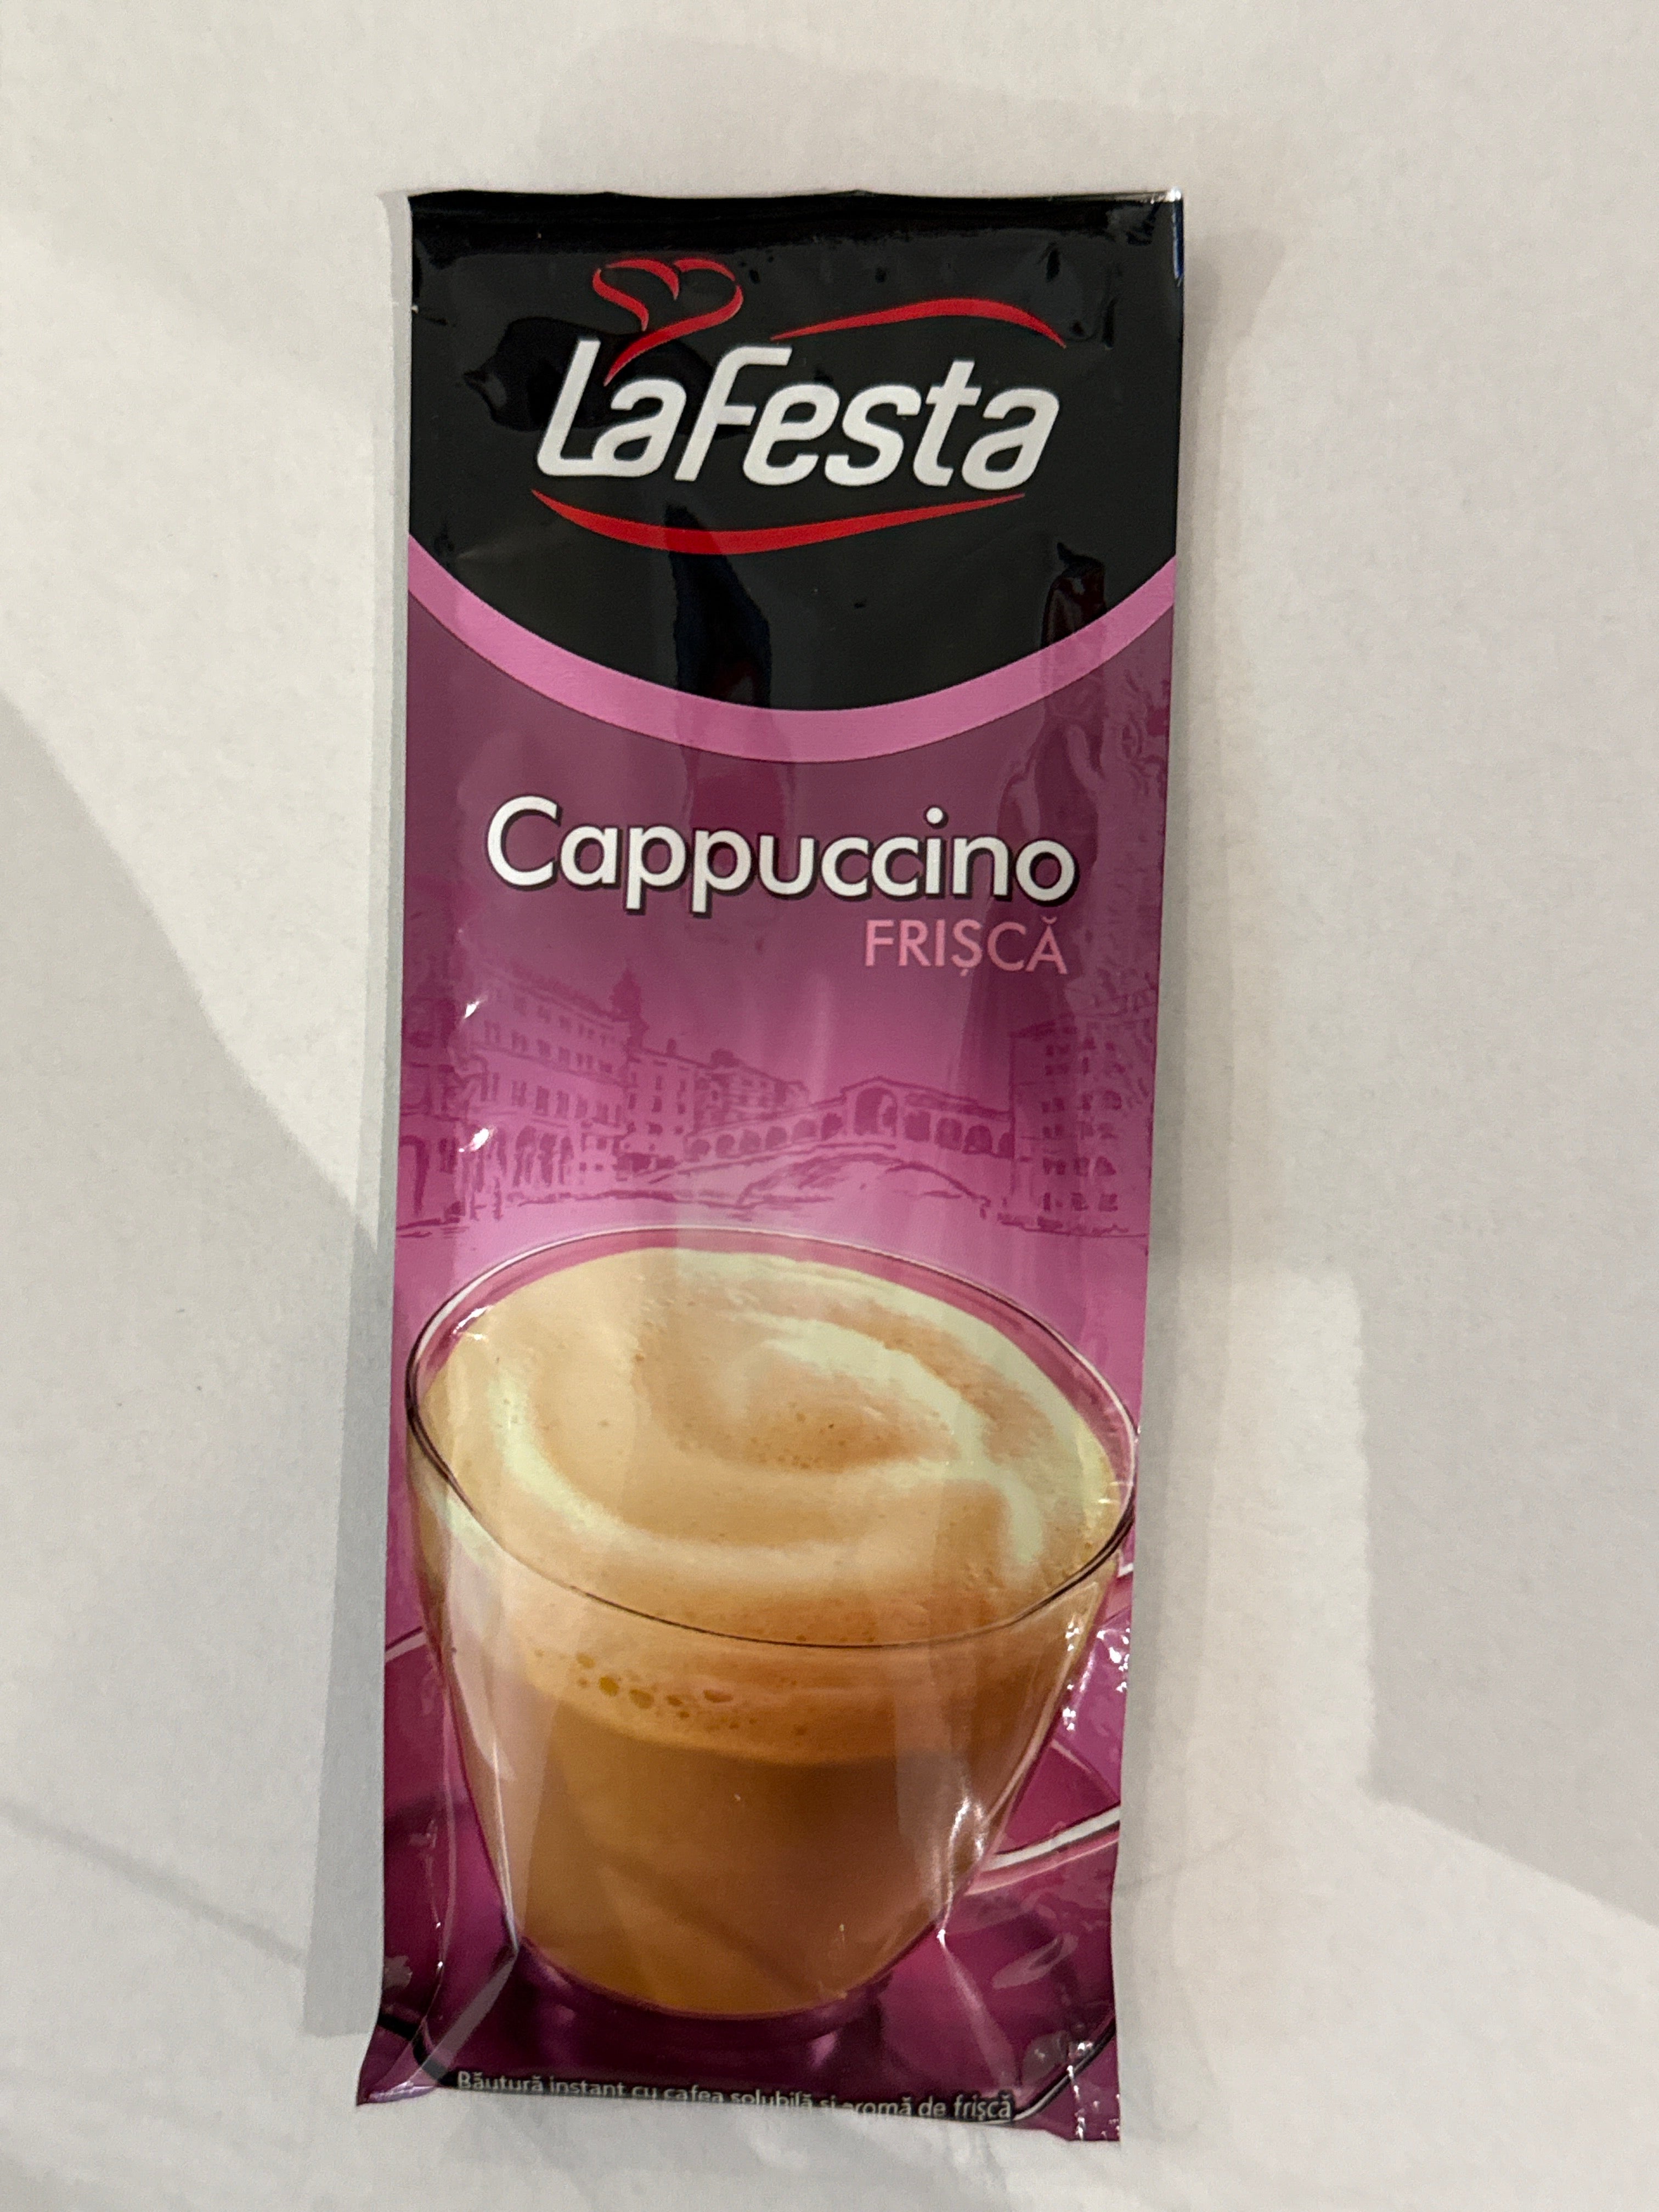 LaFesta
Cappuccino
FRIȘCĂ
Băutură instant cu cafea solubilă și aromă de frișcă